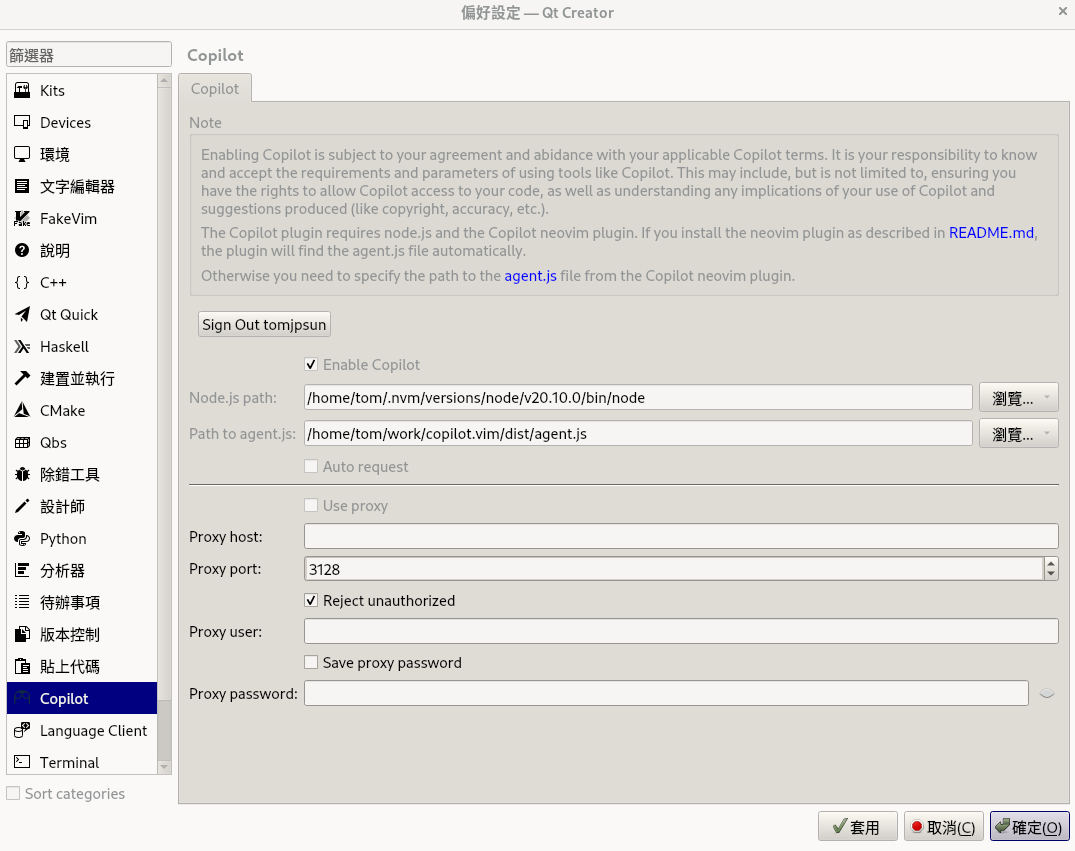 偏好設定 — Qt Creator
篩選器
Kits
Devices
環境
文字編輯器
FakeVim
說明
C++
Qt Quick
Haskell
建置並執行
CMake
Qbs
除錯工具
設計師
Python
分析器
待辦事項
版本控制
貼上代碼
Copilot
Language Client
Terminal
Sort categories
Copilot
Copilot
Note
Enabling Copilot is subject to your agreement and abidance with your applicable Copilot terms. It is your responsibility to know
and accept the requirements and parameters of using tools like Copilot. This may include, but is not limited to, ensuring you
have the rights to allow Copilot access to your code, as well as understanding any implications of your use of Copilot and
suggestions produced (like copyright, accuracy, etc.).
The Copilot plugin requires node.js and the Copilot neovim plugin. If you install the neovim plugin as described in README.md,
the plugin will find the agent.js file automatically.
Otherwise you need to specify the path to the agent.js file from the Copilot neovim plugin.
Sign Out tomjpsun
Enable Copilot
Node.js path: /home/tom/.nvm/versions/node/v20.10.0/bin/node 瀏覽...
Path to agent.js: /home/tom/work/copilot.vim/dist/agent.js 瀏覽...
Auto request
Use proxy
Proxy host:
Proxy port: 3128
Reject unauthorized
Proxy user:
Save proxy password
Proxy password:
套用 取消(C) 確定(O)